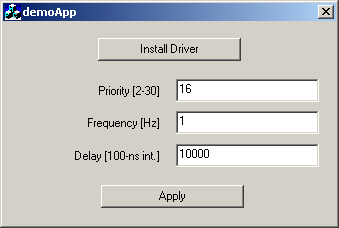 demoApp
Install Driver
Priority [2-30] 16
Frequency [Hz] 1
Delay [100-ns int.] 10000
Apply